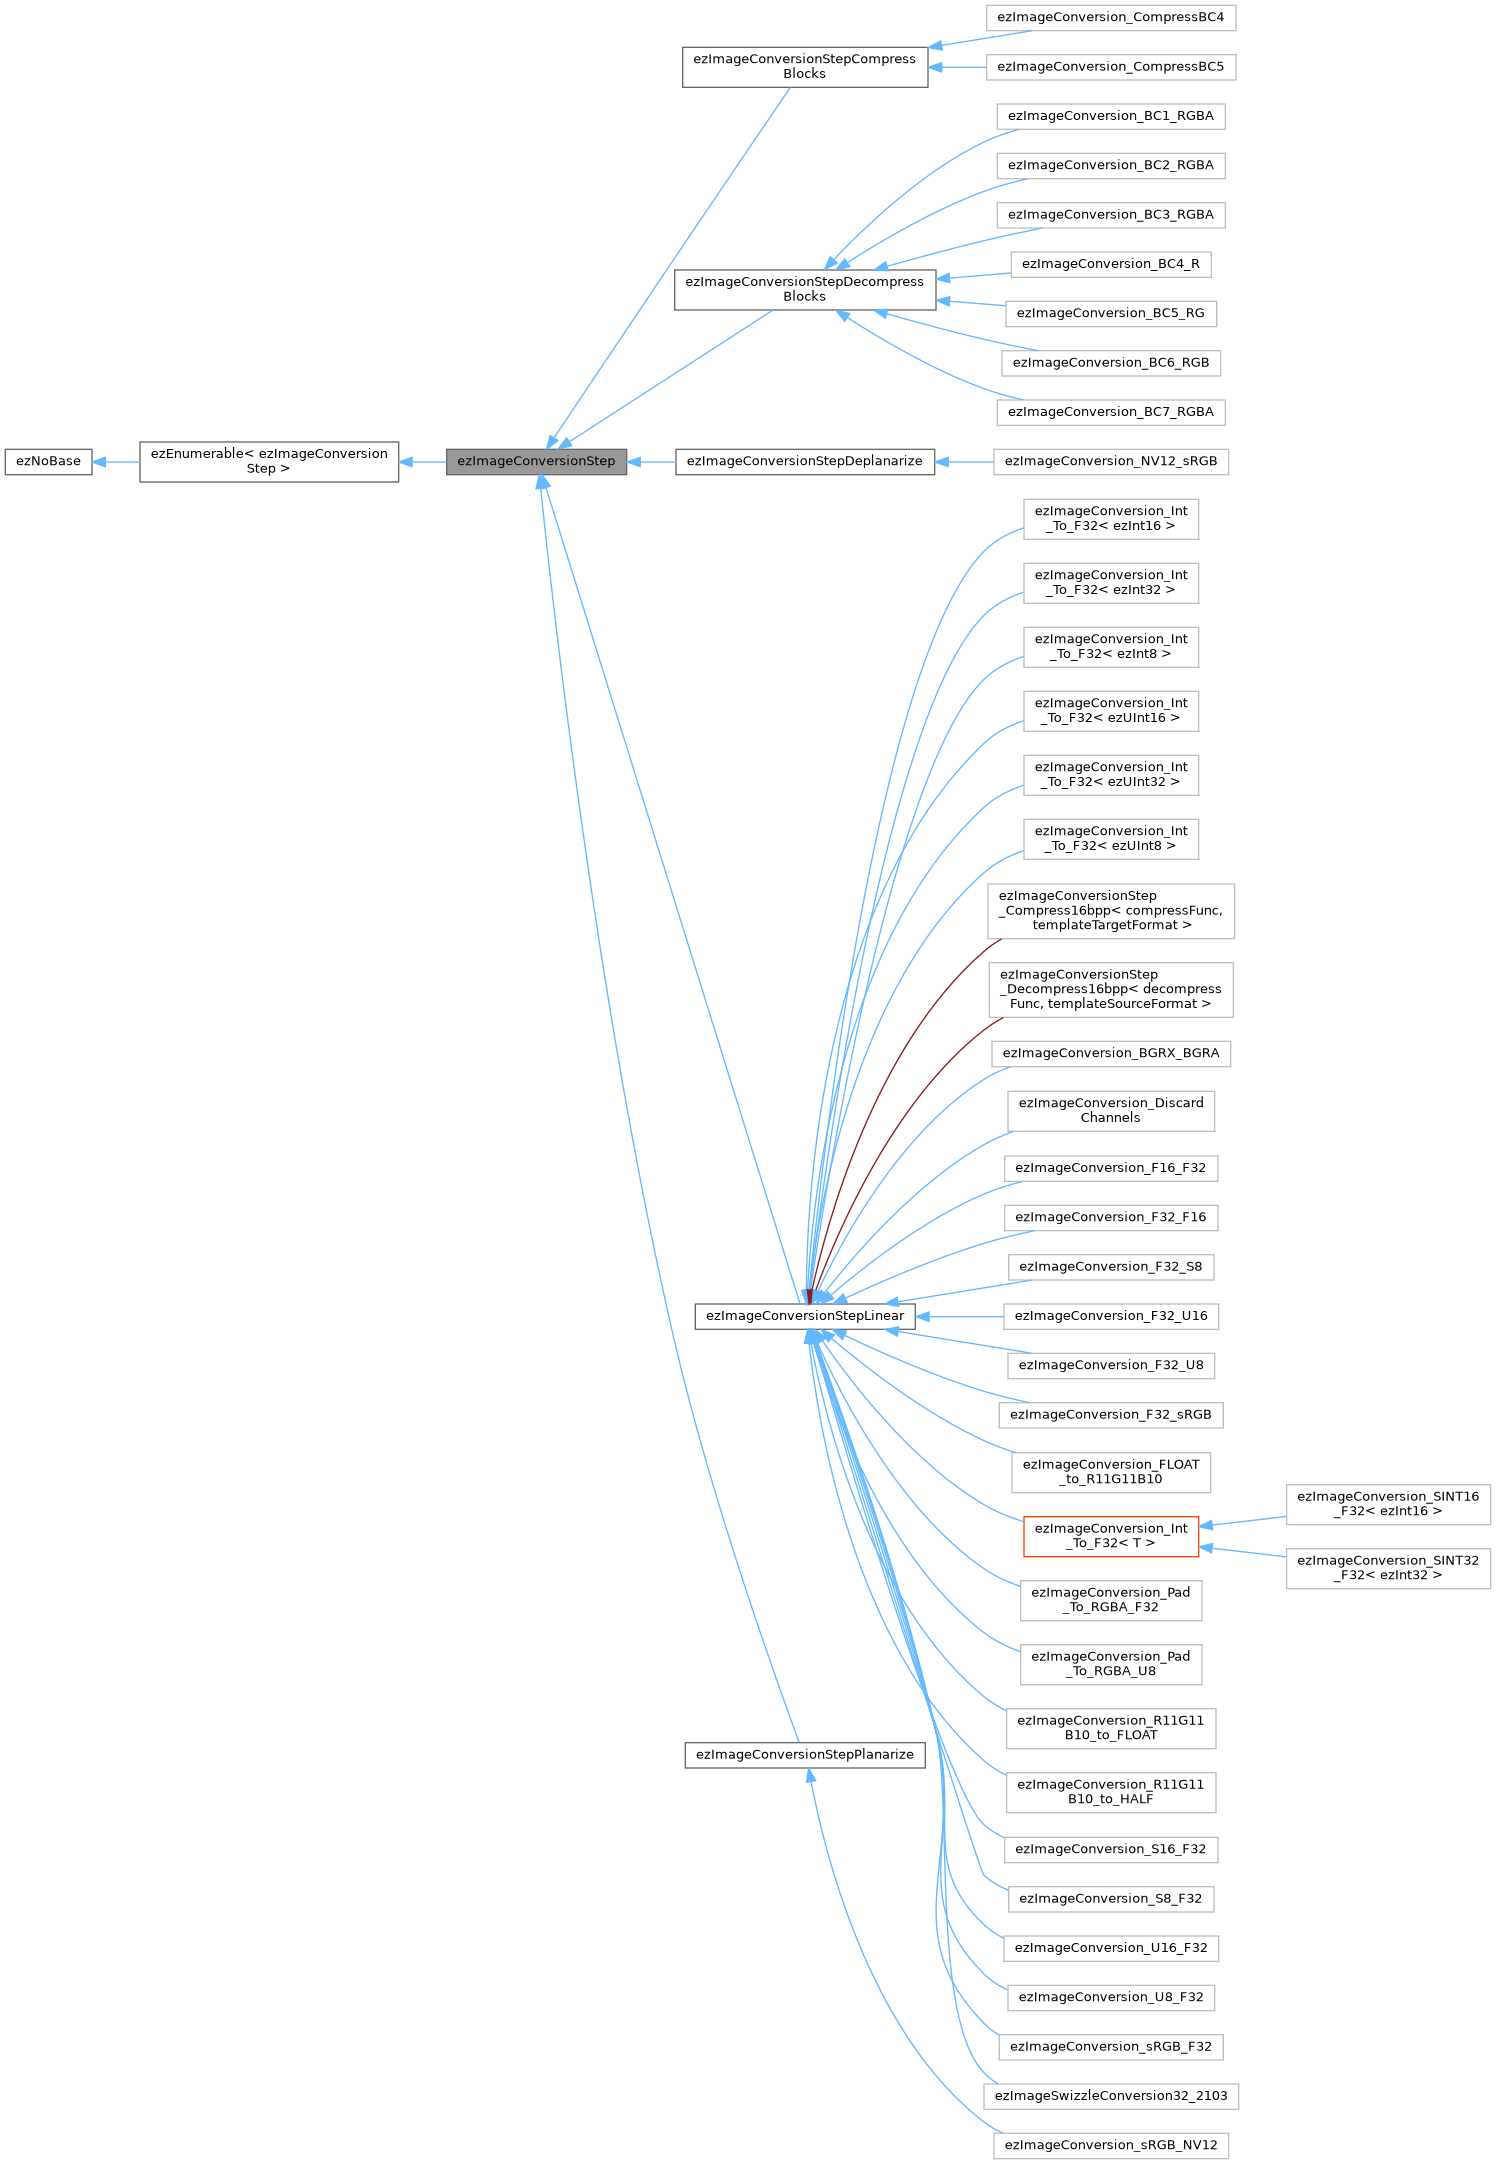 ezImageConversion_CompressBC4
ezImageConversionStepCompress
Blocks
ezImageConversion_CompressBC5
ezImageConversion_BC1_RGBA
ezImageConversion_BC2_RGBA
ezImageConversion_BC3_RGBA
ezImageConversion_BC4_R
ezImageConversionStepDecompress
Blocks
ezImageConversion_BC5_RG
ezImageConversion_BC6_RGB
ezImageConversion_BC7_RGBA
ezNoBase
ezEnumerable< ezImageConversion
Step >
ezImageConversionStep
ezImageConversionStepDeplanarize
ezImageConversion_NV12_sRGB
ezImageConversion_Int
_To_F32< ezInt16 >
ezImageConversion_Int
_To_F32< ezInt32 >
ezImageConversion_Int
_To_F32< ezInt8 >
ezImageConversion_Int
_To_F32< ezUInt16 >
ezImageConversion_Int
_To_F32< ezUInt32 >
ezImageConversion_Int
_To_F32< ezUInt8 >
ezImageConversionStep
_Compress16bpp< compressFunc,
templateTargetFormat >
ezImageConversionStep
_Decompress16bpp< decompress
Func, templateSourceFormat >
ezImageConversion_BGRX_BGRA
ezImageConversion_Discard
Channels
ezImageConversion_F16_F32
ezImageConversion_F32_F16
ezImageConversion_F32_S8
ezImageConversionStepLinear
ezImageConversion_F32_U16
ezImageConversion_F32_U8
ezImageConversion_F32_sRGB
ezImageConversion_FLOAT
_to_R11G11B10
ezImageConversion_Int
_To_F32< T >
ezImageConversion_SINT16
_F32< ezInt16 >
ezImageConversion_SINT32
_F32< ezInt32 >
ezImageConversion_Pad
_To_RGBA_F32
ezImageConversion_Pad
_To_RGBA_U8
ezImageConversion_R11G11
B10_to_FLOAT
ezImageConversionStepPlanarize
ezImageConversion_R11G11
B10_to_HALF
ezImageConversion_S16_F32
ezImageConversion_S8_F32
ezImageConversion_U16_F32
ezImageConversion_U8_F32
ezImageConversion_sRGB_F32
ezImageSwizzleConversion32_2103
ezImageConversion_sRGB_NV12